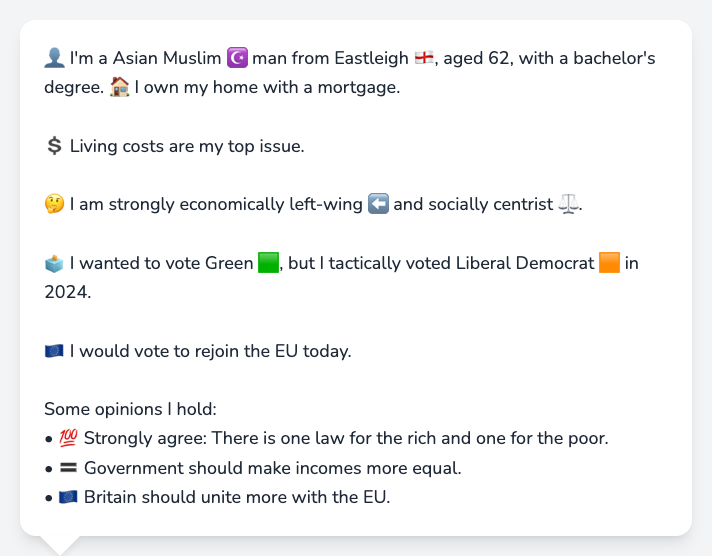 👤 I'm a Asian Muslim ☪️ man from Eastleigh 🏴󠁧󠁢󠁥󠁮󠁧󠁿, aged 62, with a bachelor's
degree. 🏠 I own my home with a mortgage.
💲 Living costs are my top issue.
🤔 I am strongly economically left-wing ⬅️ and socially centrist ⚖️.
🗳️ I wanted to vote Green 🟩, but I tactically voted Liberal Democrat 🟧 in
2024.
🇪🇺 I would vote to rejoin the EU today.
Some opinions I hold:
• 💯 Strongly agree: There is one law for the rich and one for the poor.
• 🟰 Government should make incomes more equal.
• 🇪🇺 Britain should unite more with the EU.